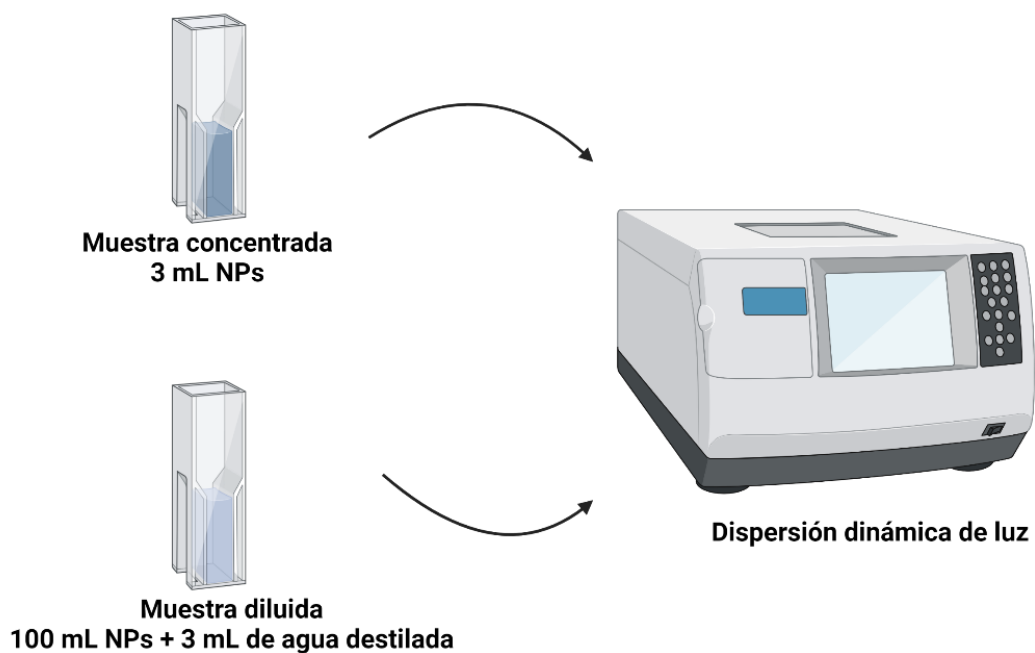 Muestra concentrada
3 mL NPs
Dispersión dinámica de luz
Muestra diluida
100 mL NPs + 3 mL de agua destilada